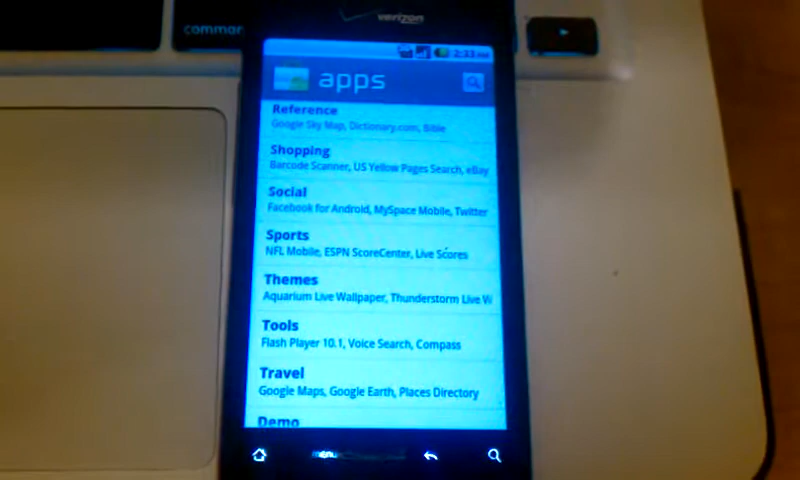 verizon
comman
2:33 PM
apps
Reference
Google Sky Map, Dictionary.com, Bible
Shopping
Barcode Scanner, US Yellow Pages Search, eBay
Social
Facebook for Android, MySpace Mobile, Twitter
Sports
NFL Mobile, ESPN ScoreCenter, Live Scores
Themes
Aquarium Live Wallpaper, Thunderstorm Live W
Tools
Flash Player 10.1, Voice Search, Compass
Travel
Google Maps, Google Earth, Places Directory
Demo
menu